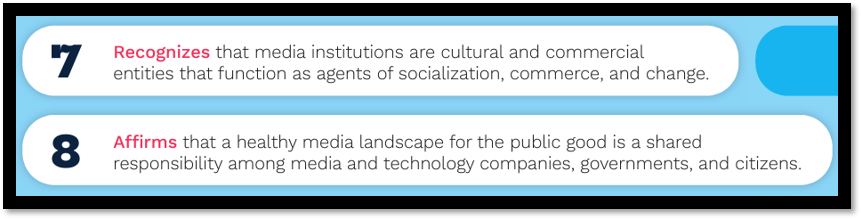 7
Recognizes that media institutions are cultural and commercial
entities that function as agents of socialization, commerce, and change.
8
Affirms that a healthy media landscape for the public good is a shared
responsibility among media and technology companies, governments, and citizens.